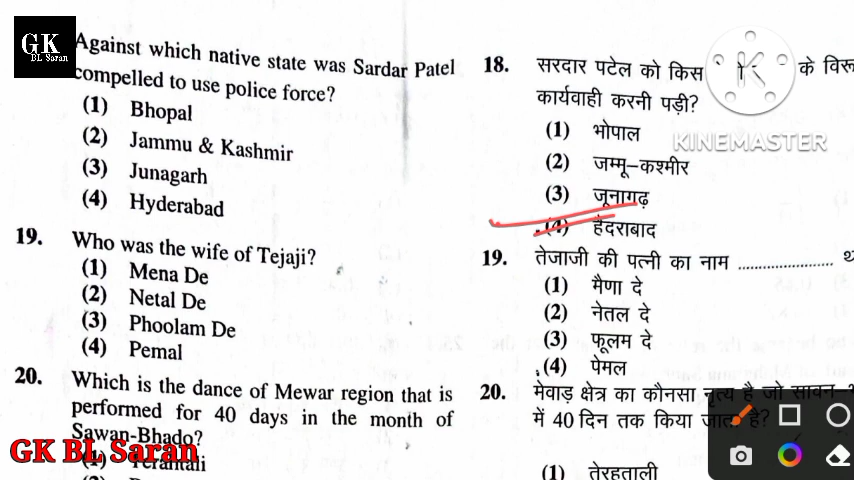 GK
BL Saran
Against which native state was Sardar Patel
compelled to use police force?
(1) Bhopal
(2) Jammu & Kashmir
(3) Junagarh
(4) Hyderabad
19. Who was the wife of Tejaji?
(1) Mena De
(2) Netal De
(3) Phoolam De
(4) Pemal
20. Which is the dance of Mewar region that is
performed for 40 days in the month of
Sawan-Bhado?
(1) Terahtali
GK BL Saran
18. सरदार पटेल को किस के विरू
कार्यवाही करनी पड़ी?
(1) भोपाल
(2) जम्मू-कश्मीर
(3) जूनागढ़
(4) हैदराबाद
19. तेजाजी की पत्नी का नाम ...................... थ
(1) मैणा दे
(2) नेतल दे
(3) फूलम दे
(4) पेमल
20. मेवाड़ क्षेत्र का कौनसा नृत्य है जो सावन-
में 40 दिन तक किया जाता है?
(1) तेरहताली
K
KINEMASTER